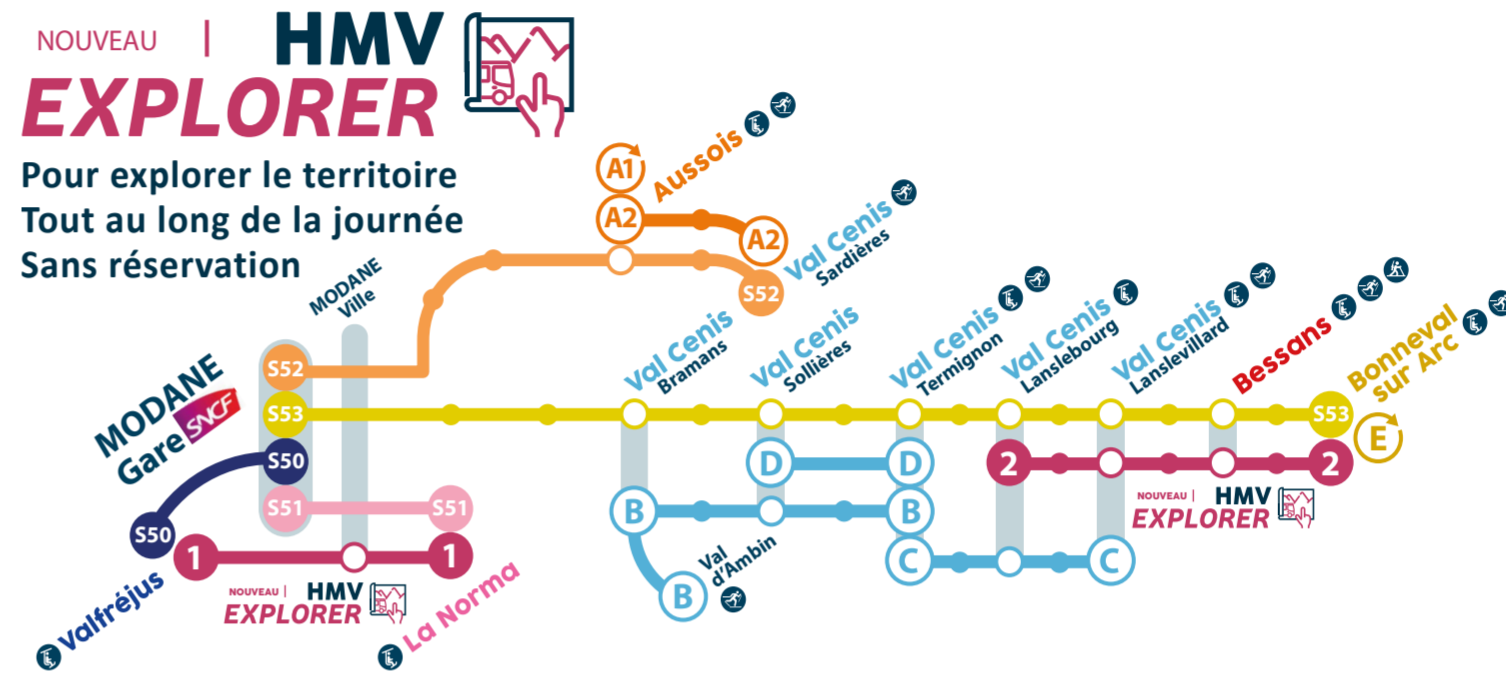 NOUVEAU | HMV
EXPLORER
Pour explorer le territoire
Tout au long de la journée
Sans réservation
A1
Aussois
A2
A2
Val Cenis
Sardières
S52
MODANE
Ville
MODANE
Gare SNCF
S52
S53
S50
S51
S51
S50
Valfréjus
1
1
La Norma
NOUVEAU | HMV
EXPLORER
Val Cenis
Bramans
Val Cenis
Sollières
Val Cenis
Termignon
Val Cenis
Lanslebourg
Val Cenis
Lanslevillard
Bessans
Bonneval
sur Arc
S53
E
D
D
2
2
B
B
B
Val
d'Ambin
C
C
NOUVEAU | HMV
EXPLORER